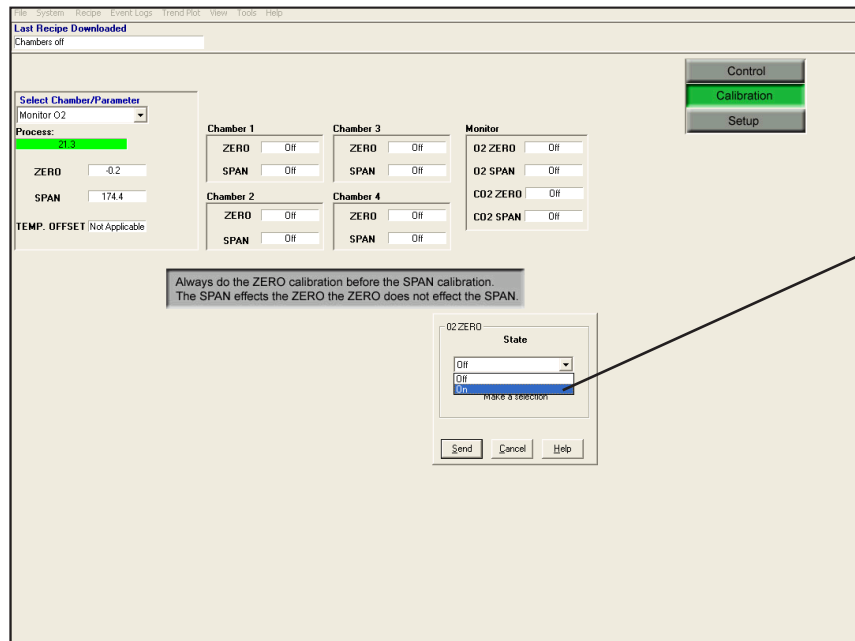 File System Recipe Event Logs Trend Plot View Tools Help
Last Recipe Downloaded
Chambers off
Control
Calibration
Setup
Select Chamber/Parameter
Monitor O2
Process:
21.3
ZERO -0.2
SPAN 174.4
TEMP. OFFSET Not Applicable
Chamber 1
ZERO Off
SPAN Off
Chamber 2
ZERO Off
SPAN Off
Chamber 3
ZERO Off
SPAN Off
Chamber 4
ZERO Off
SPAN Off
Monitor
O2 ZERO Off
O2 SPAN Off
CO2 ZERO Off
CO2 SPAN Off
Always do the ZERO calibration before the SPAN calibration.
The SPAN effects the ZERO the ZERO does not effect the SPAN.
O2 ZERO
State
Off
Off
On
Make a selection
Send Cancel Help